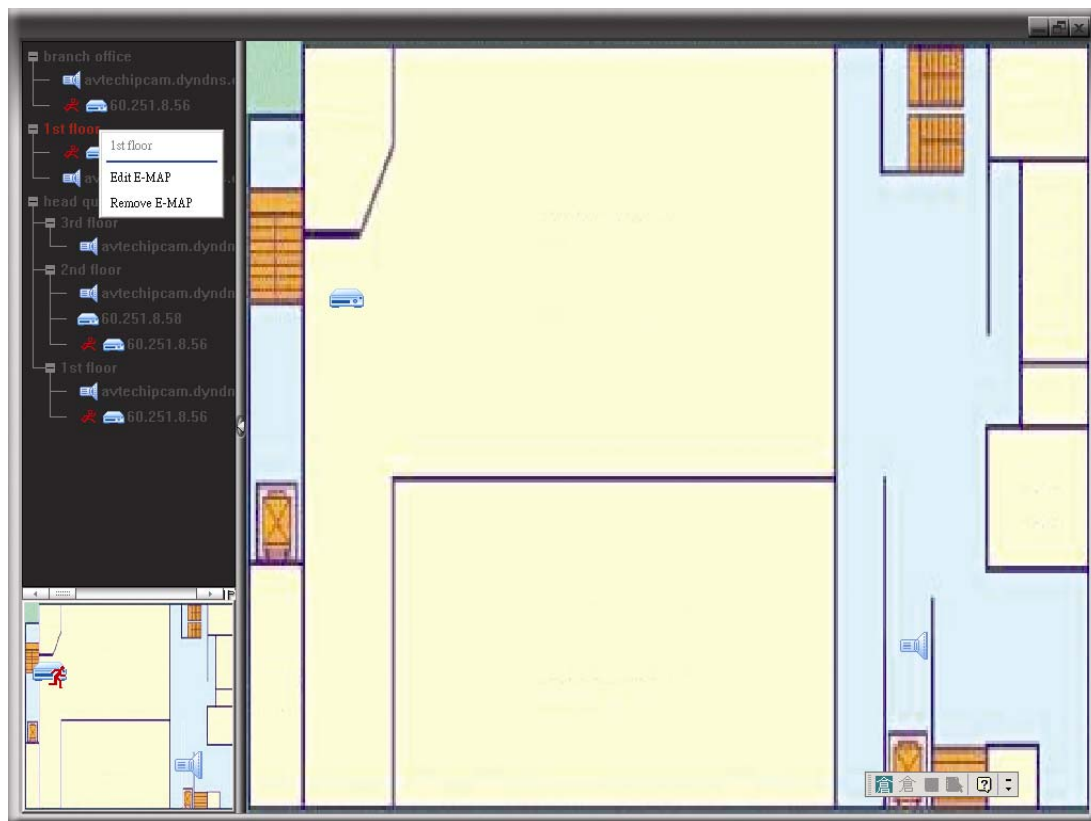 branch office
avtechipcam.dyndns.
60.251.8.56
1st floor
1st floor
Edit E-MAP
Remove E-MAP
head qu
3rd floor
avtechipcam.dyndn
2nd floor
avtechipcam.dyndn
60.251.8.58
60.251.8.56
1st floor
avtechipcam.dyndn
60.251.8.56
倉 倉